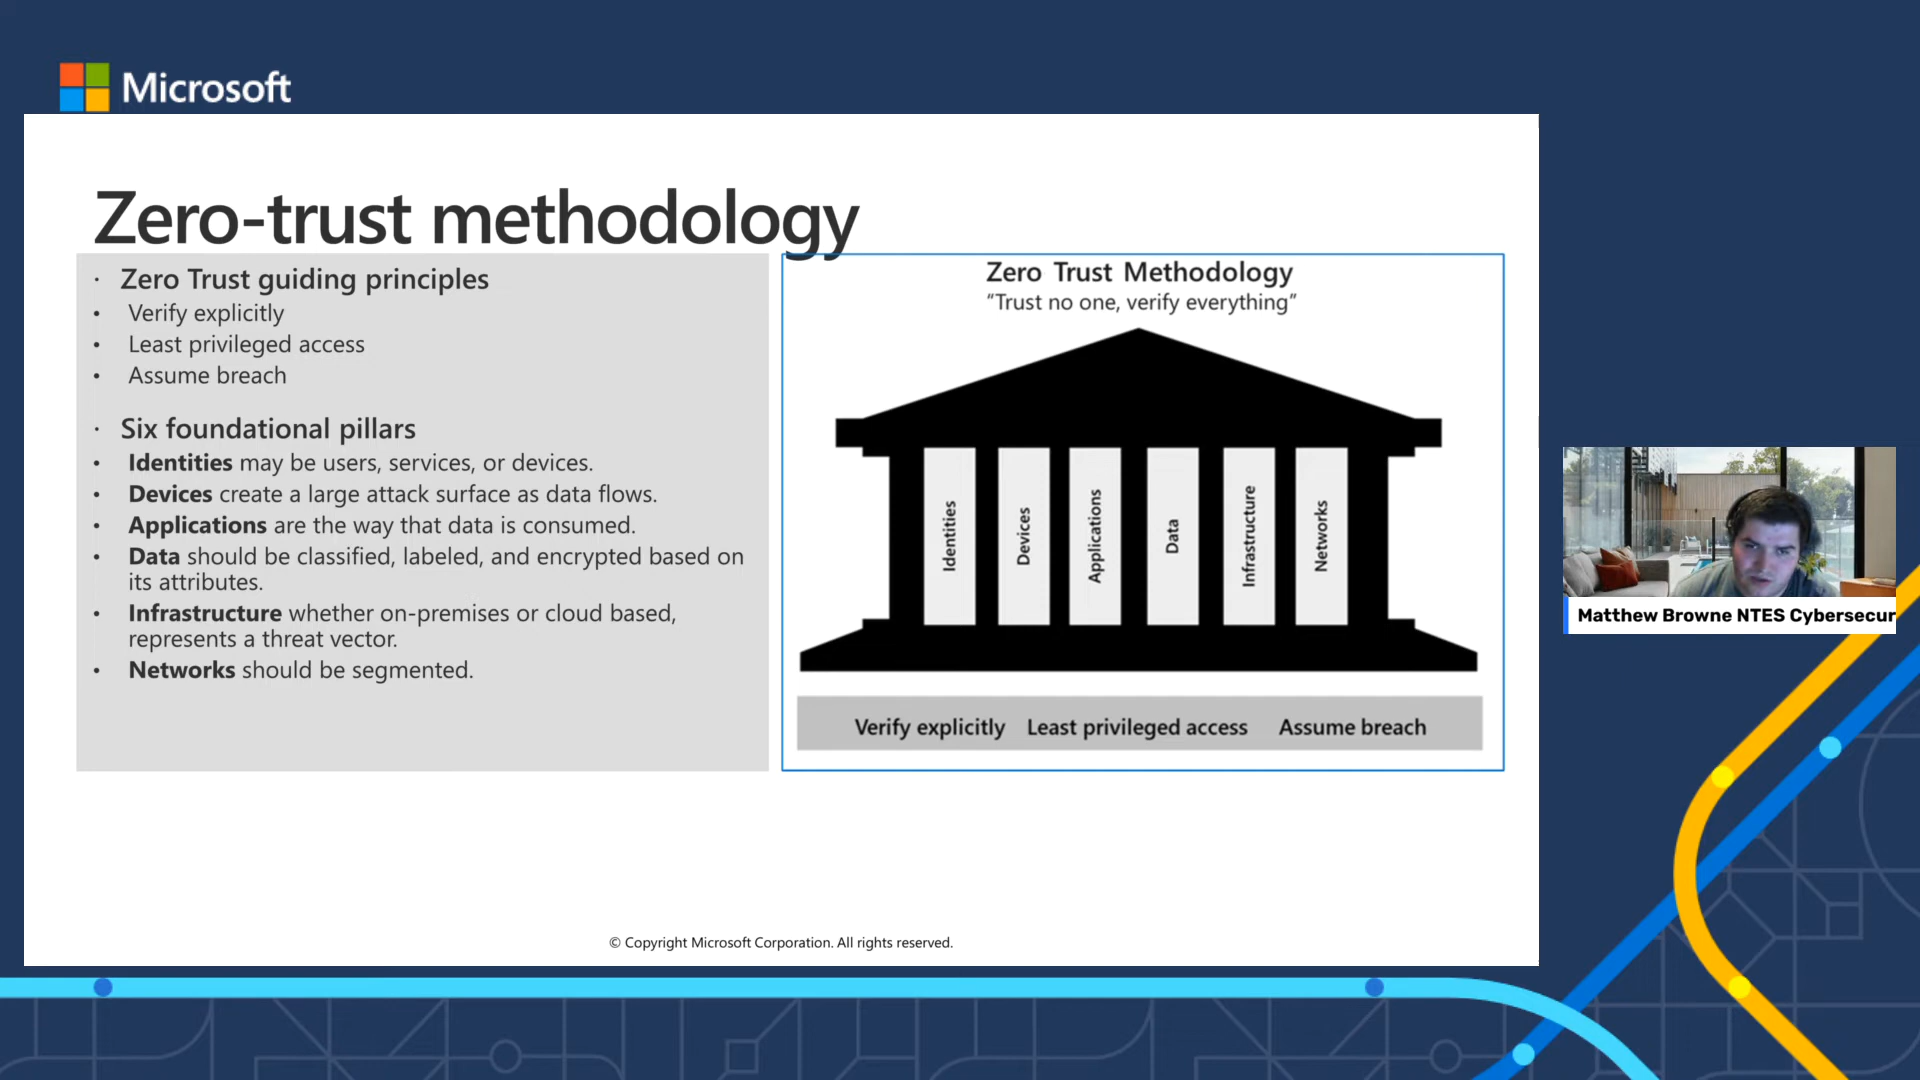 Microsoft
Zero-trust methodology
· Zero Trust guiding principles
• Verify explicitly
• Least privileged access
• Assume breach
· Six foundational pillars
• Identities may be users, services, or devices.
• Devices create a large attack surface as data flows.
• Applications are the way that data is consumed.
• Data should be classified, labeled, and encrypted based on
its attributes.
• Infrastructure whether on-premises or cloud based,
represents a threat vector.
• Networks should be segmented.
Zero Trust Methodology
“Trust no one, verify everything”
Identities
Devices
Applications
Data
Infrastructure
Networks
Verify explicitly Least privileged access Assume breach
Matthew Browne NTES Cybersecur
© Copyright Microsoft Corporation. All rights reserved.